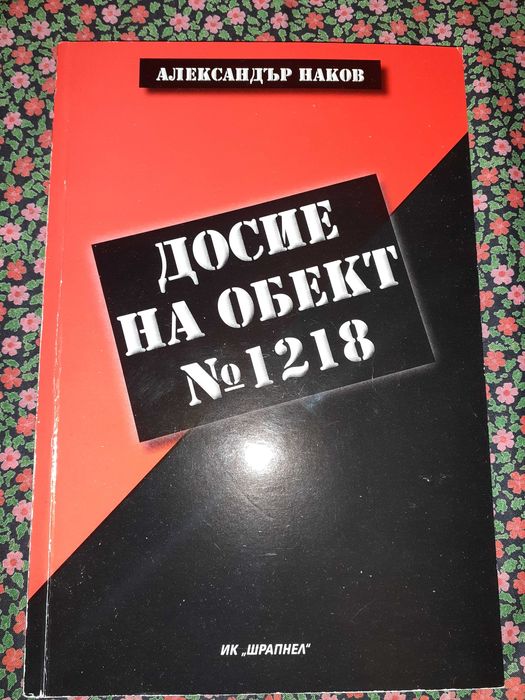 АЛЕКСАНДЪР НАКОВ
ДОСИЕ
НА ОБЕКТ
№1218
ИК „ШРАПНЕЛ“